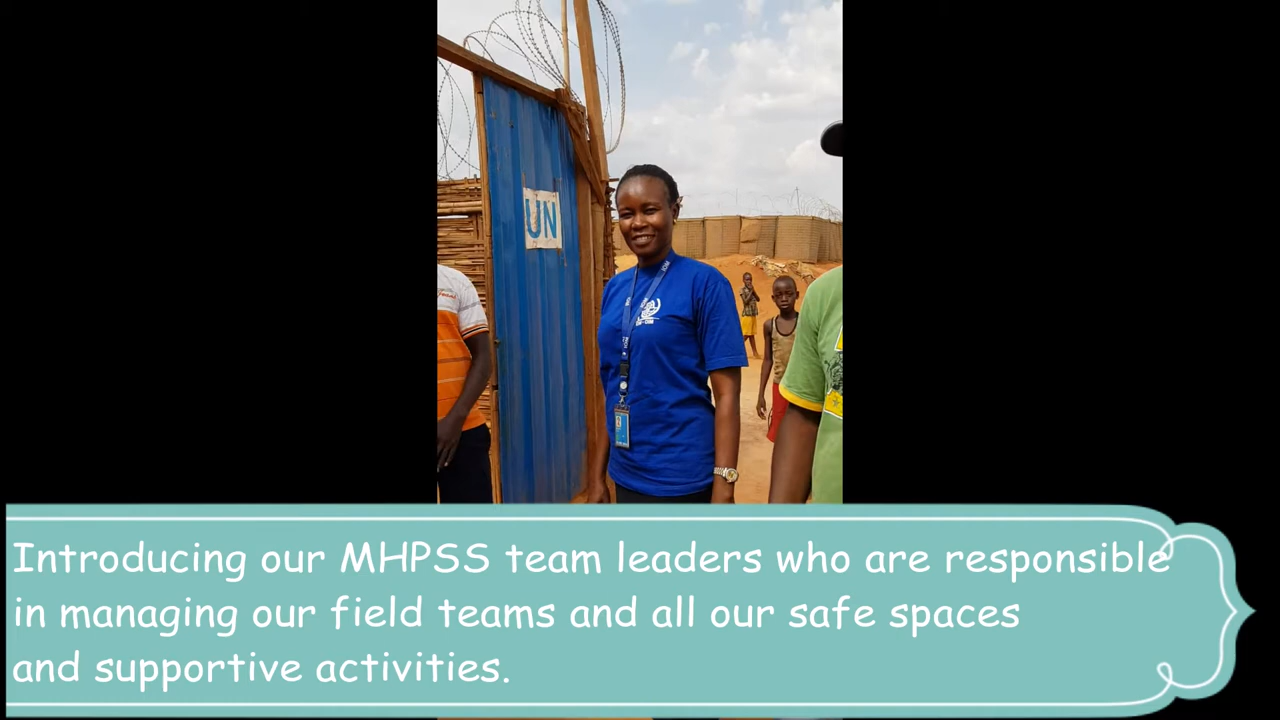 UN
Introducing our MHPSS team leaders who are responsible
in managing our field teams and all our safe spaces
and supportive activities.